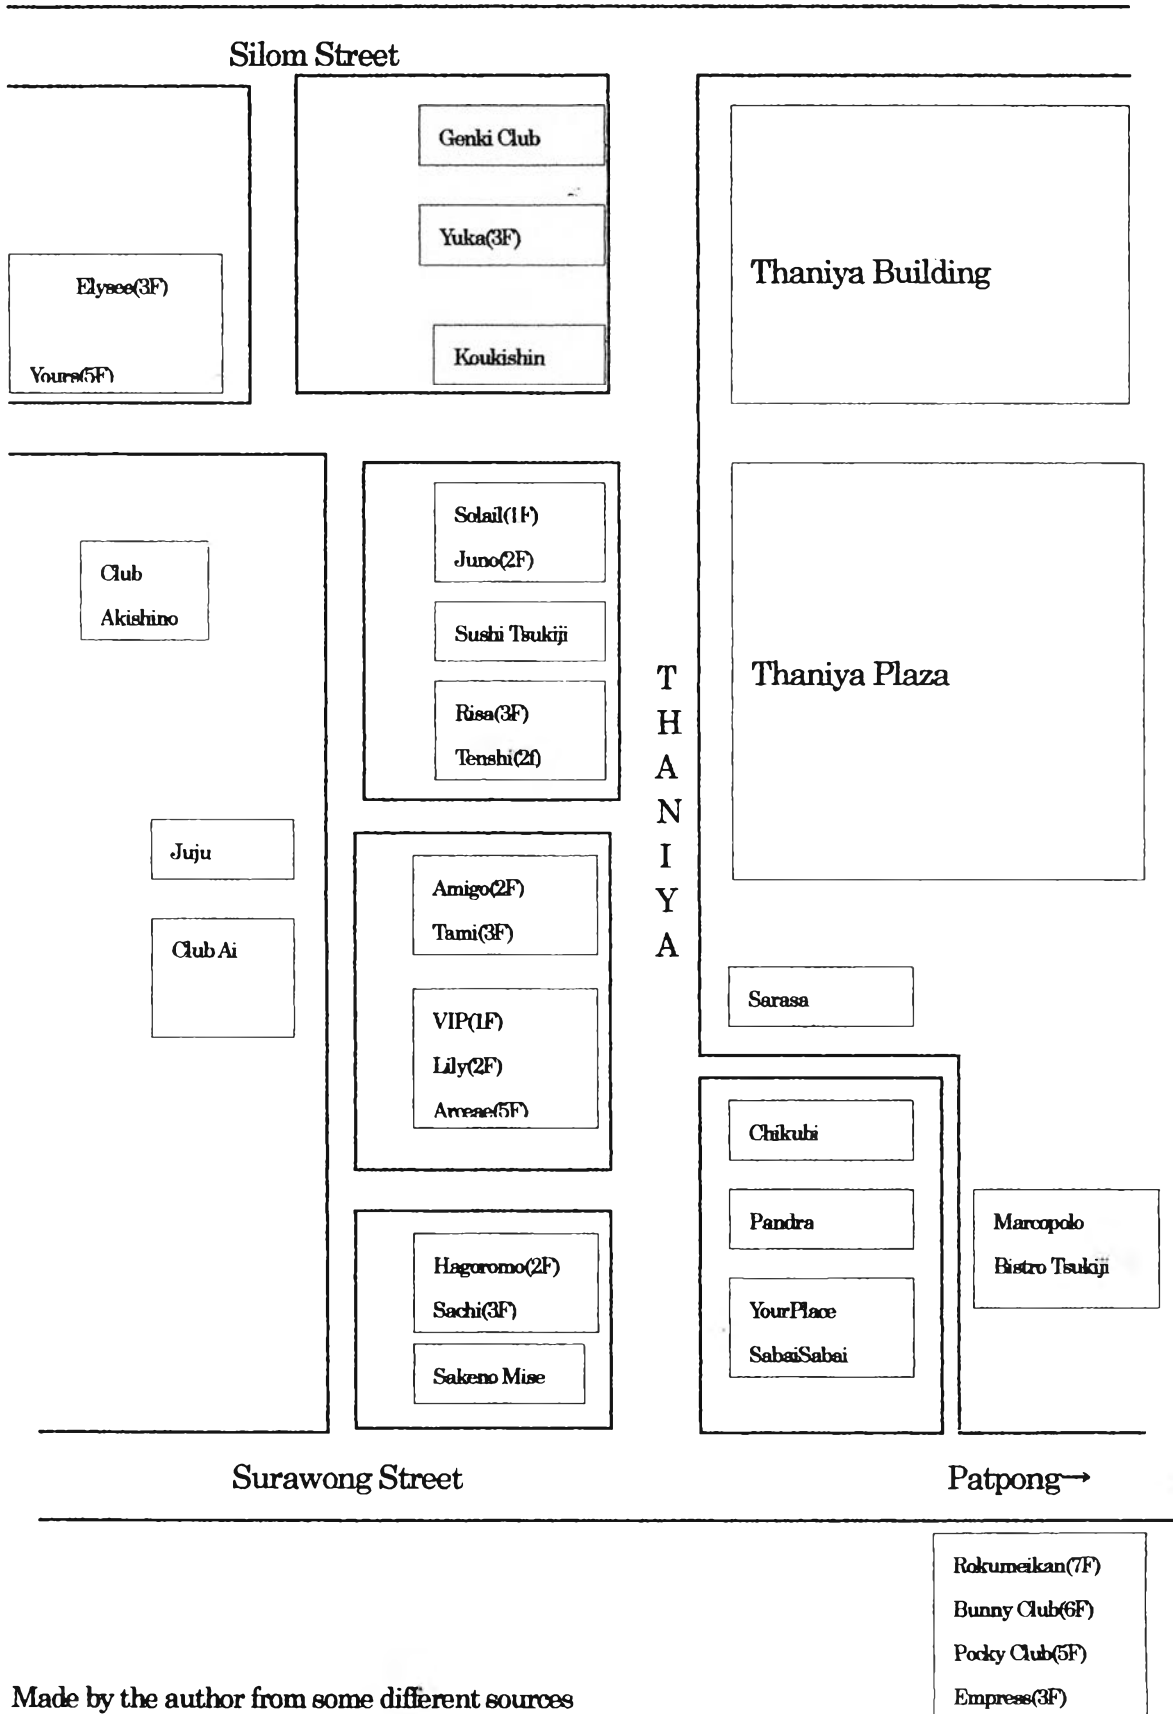 Silom Street
Genki Club
Yuka(3F)
Koukishin
Thaniya Building
Elysee(3F)
Yours(5F)
Club
Akishino
Solail(1F)
Juno(2F)
Sushi Tsukiji
Risa(3F)
Tenshi(2f)
THANIYA
Thaniya Plaza
Juju
Club Ai
Amigo(2F)
Tami(3F)
VIP(1F)
Lily(2F)
Sarasa
Chikubi
Pandra
YourPlace
SabaiSabai
Marcopolo
Bistro Tsukiji
Hagoromo(2F)
Sachi(3F)
Sakeno Mise
Surawong Street
Patpong→
Rokumeikan(7F)
Bunny Club(6F)
Pocky Club(5F)
Empress(3F)
Made by the author from some different sources